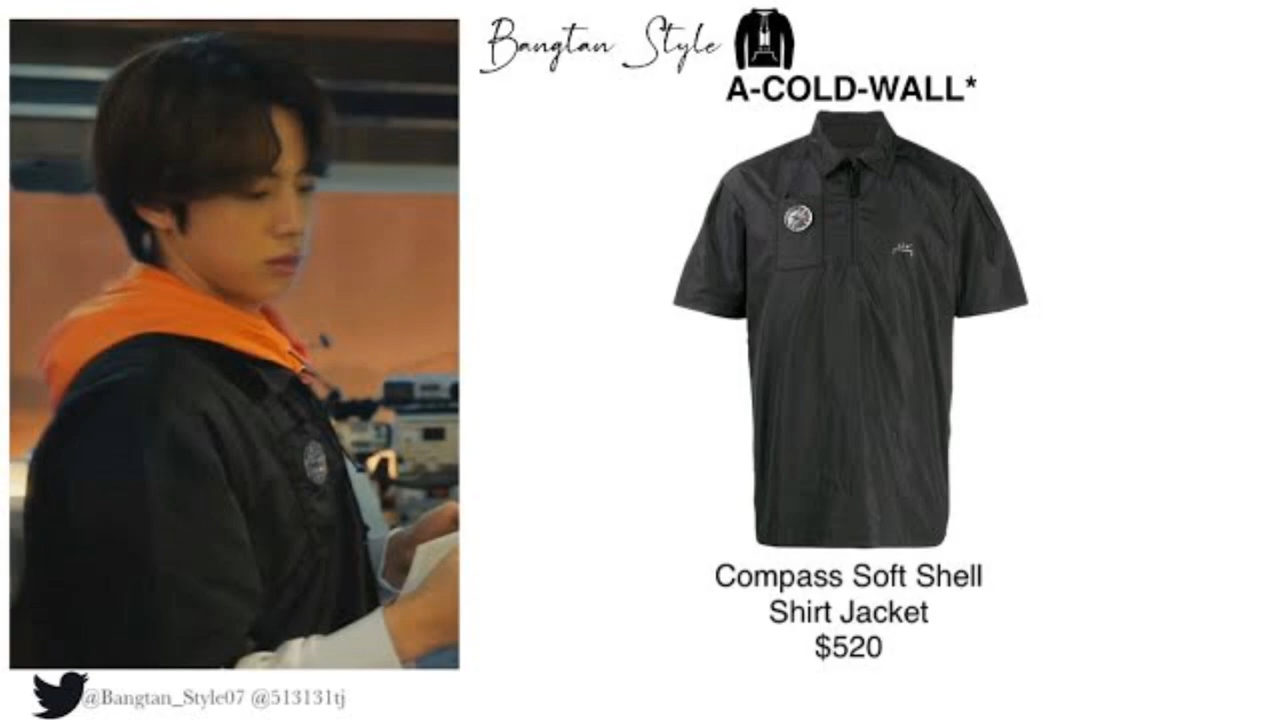 Bangtan Style
A-COLD-WALL*
Compass Soft Shell
Shirt Jacket
$520
@Bangtan_Style07 @513131tj